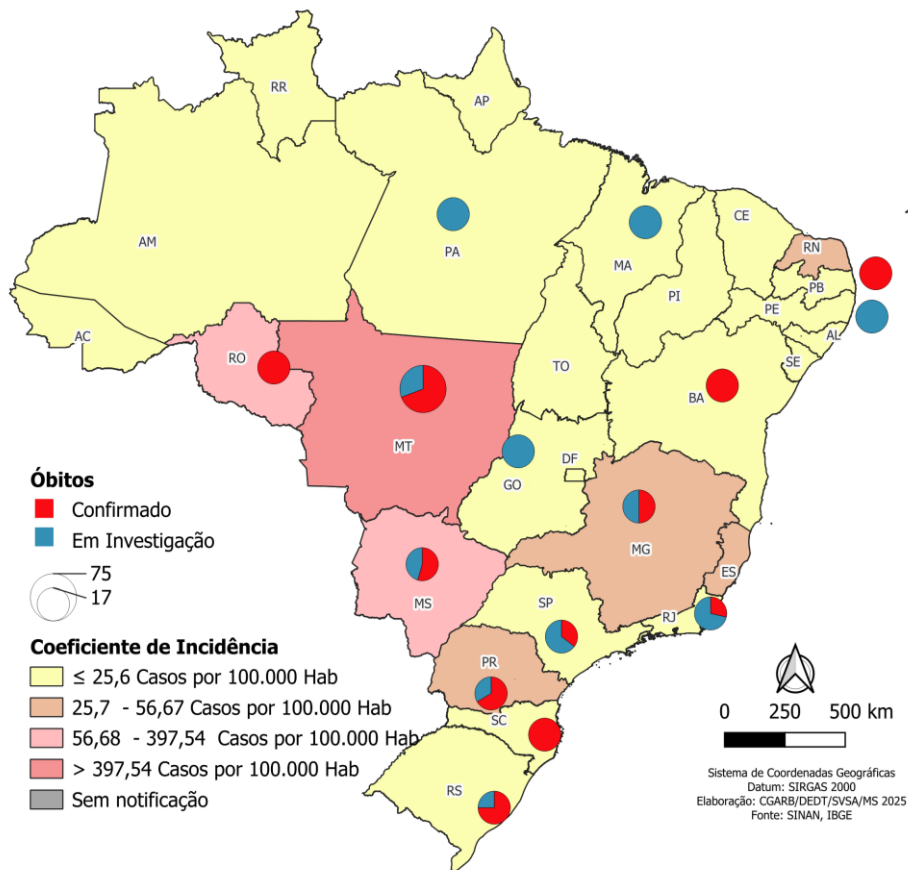 RR
AP
AM
PA
MA
CE
RN
PB
PE
PI
AL
SE
AC
RO
TO
BA
MT
DF
GO
MG
ES
MS
SP
RJ
PR
SC
RS
Óbitos
Confirmado
Em Investigação
75
17
Coeficiente de Incidência
≤ 25,6 Casos por 100.000 Hab
25,7 - 56,67 Casos por 100.000 Hab
56,68 - 397,54 Casos por 100.000 Hab
> 397,54 Casos por 100.000 Hab
Sem notificação
0 250 500 km
Sistema de Coordenadas Geográficas
Datum: SIRGAS 2000
Elaboração: CGARB/DEDT/SVSA/MS 2025
Fonte: SINAN, IBGE